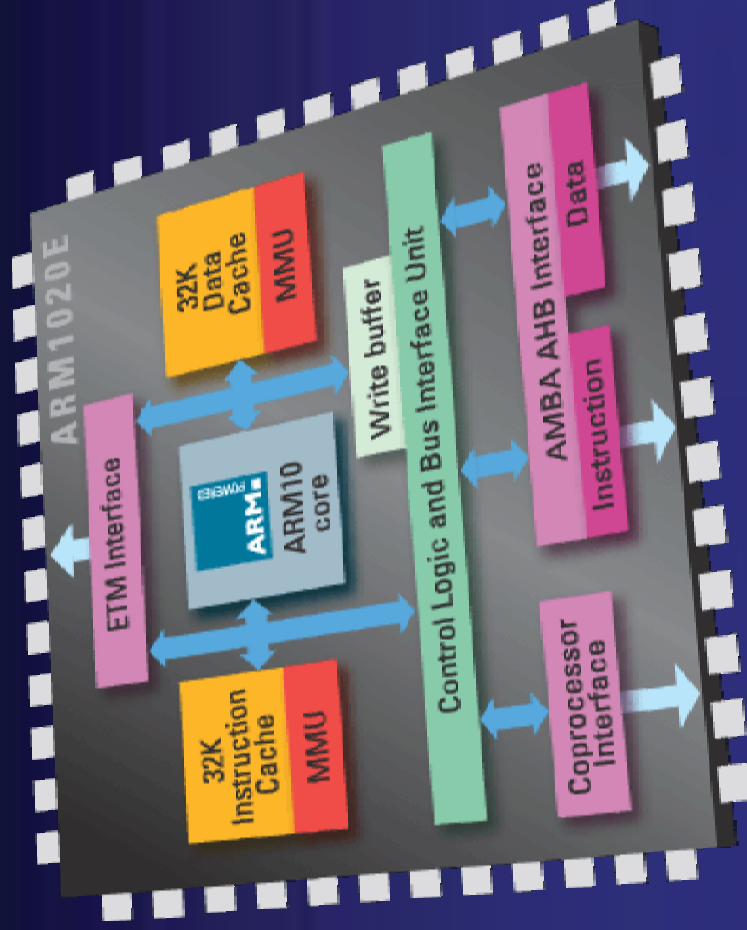 ARM1020E
ETM Interface
32K
Instruction
Cache
MMU
POWERED
ARM
ARM10
core
32K
Data
Cache
MMU
Write buffer
Control Logic and Bus Interface Unit
Coprocessor
Interface
AMBA AHB Interface
Instruction
Data